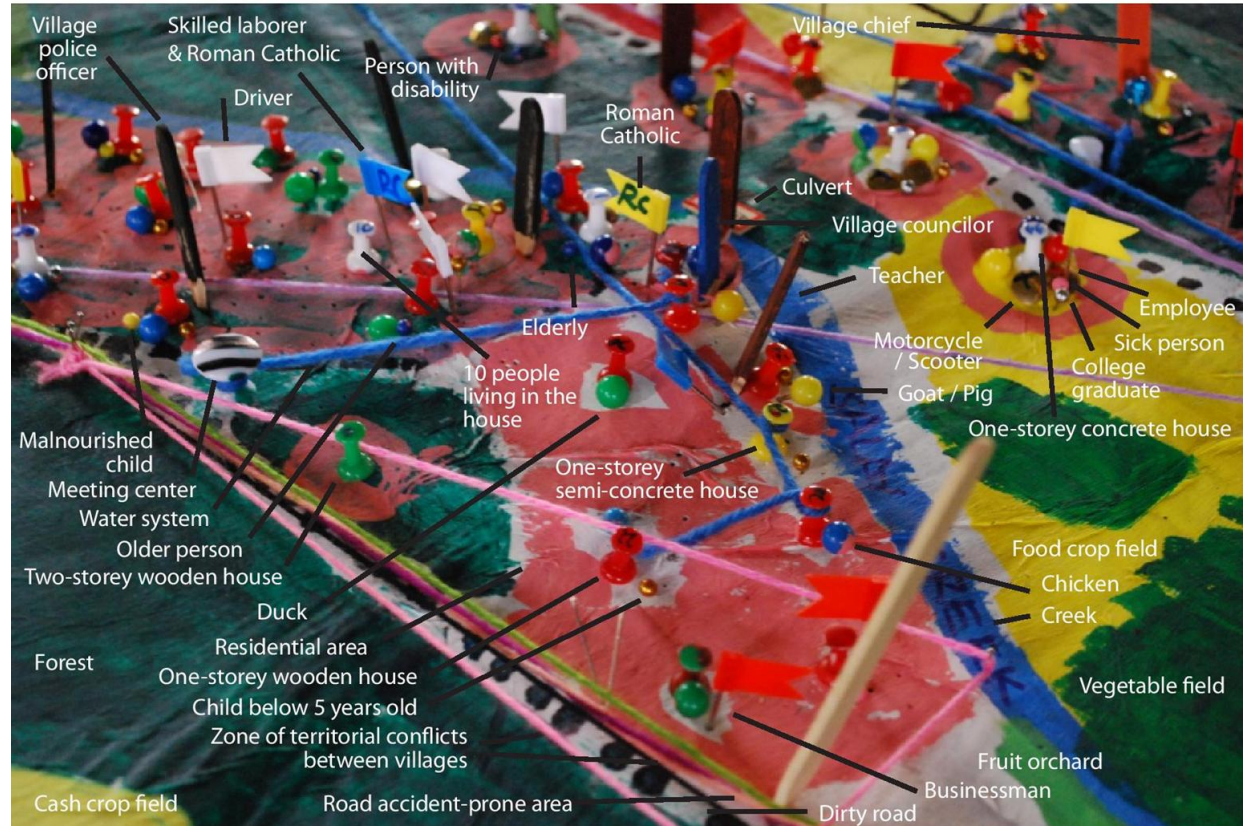 Village
police
officer
Skilled laborer
& Roman Catholic
Driver
Person with
disability
Village chief
Roman
Catholic
Culvert
Village councilor
RC
RC
10
Teacher
Employee
Sick person
College
graduate
Motorcycle
/ Scooter
Goat / Pig
One-storey concrete house
Elderly
10 people
living in the
house
One-storey
semi-concrete house
Malnourished
child
Meeting center
Water system
Older person
Two-storey wooden house
Duck
Residential area
One-storey wooden house
Child below 5 years old
Zone of territorial conflicts
between villages
Road accident-prone area
Dirty road
Forest
Cash crop field
Food crop field
Chicken
Creek
CREEK
Vegetable field
Fruit orchard
Businessman